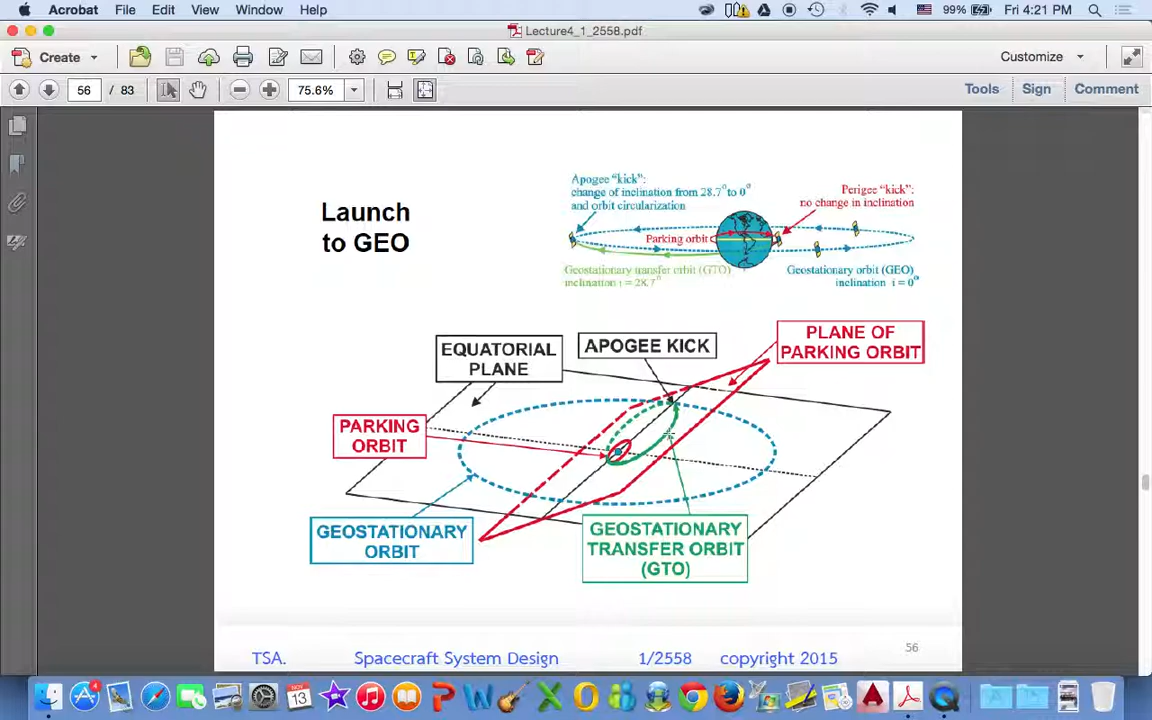 Acrobat File Edit View Window Help
99% Fri 4:21 PM
Lecture4_1_2558.pdf
Create
Customize
56 / 83
75.6%
Tools Sign Comment
Launch
to GEO
Apogee “kick”:
change of inclination from 28.7° to 0°
and orbit circularization
Perigee “kick”:
no change in inclination
Parking orbit
Geostationary transfer orbit (GTO)
inclination i = 28.7°
Geostationary orbit (GEO)
inclination i = 0°
EQUATORIAL
PLANE
APOGEE KICK
PLANE OF
PARKING ORBIT
PARKING
ORBIT
GEOSTATIONARY
ORBIT
GEOSTATIONARY
TRANSFER ORBIT
(GTO)
56
TSA. Spacecraft System Design 1/2558 copyright 2015
4
NOV
13